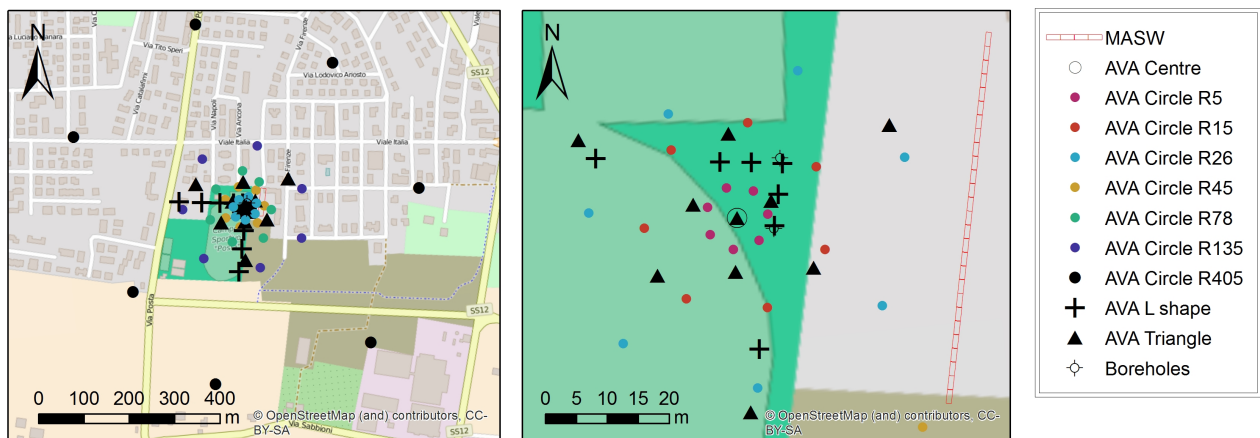 N
Via Tito Speri
Via Firenze
SS12
Via Lodovico Ariosto
Via Catalafimi
Via Napoli
Via Ancona
Viale Italia
Viale Italia
Firenze
SS12
Via Posta
0 100 200 300 400
m
© OpenStreetMap (and) contributors, CC-
BY-SA
Via Sabbioni
SS12
N
0 5 10 15 20
m
© OpenStreetMap (and) contributors, CC-
BY-SA
MASW
AVA Centre
AVA Circle R5
AVA Circle R15
AVA Circle R26
AVA Circle R45
AVA Circle R78
AVA Circle R135
AVA Circle R405
AVA L shape
AVA Triangle
Boreholes